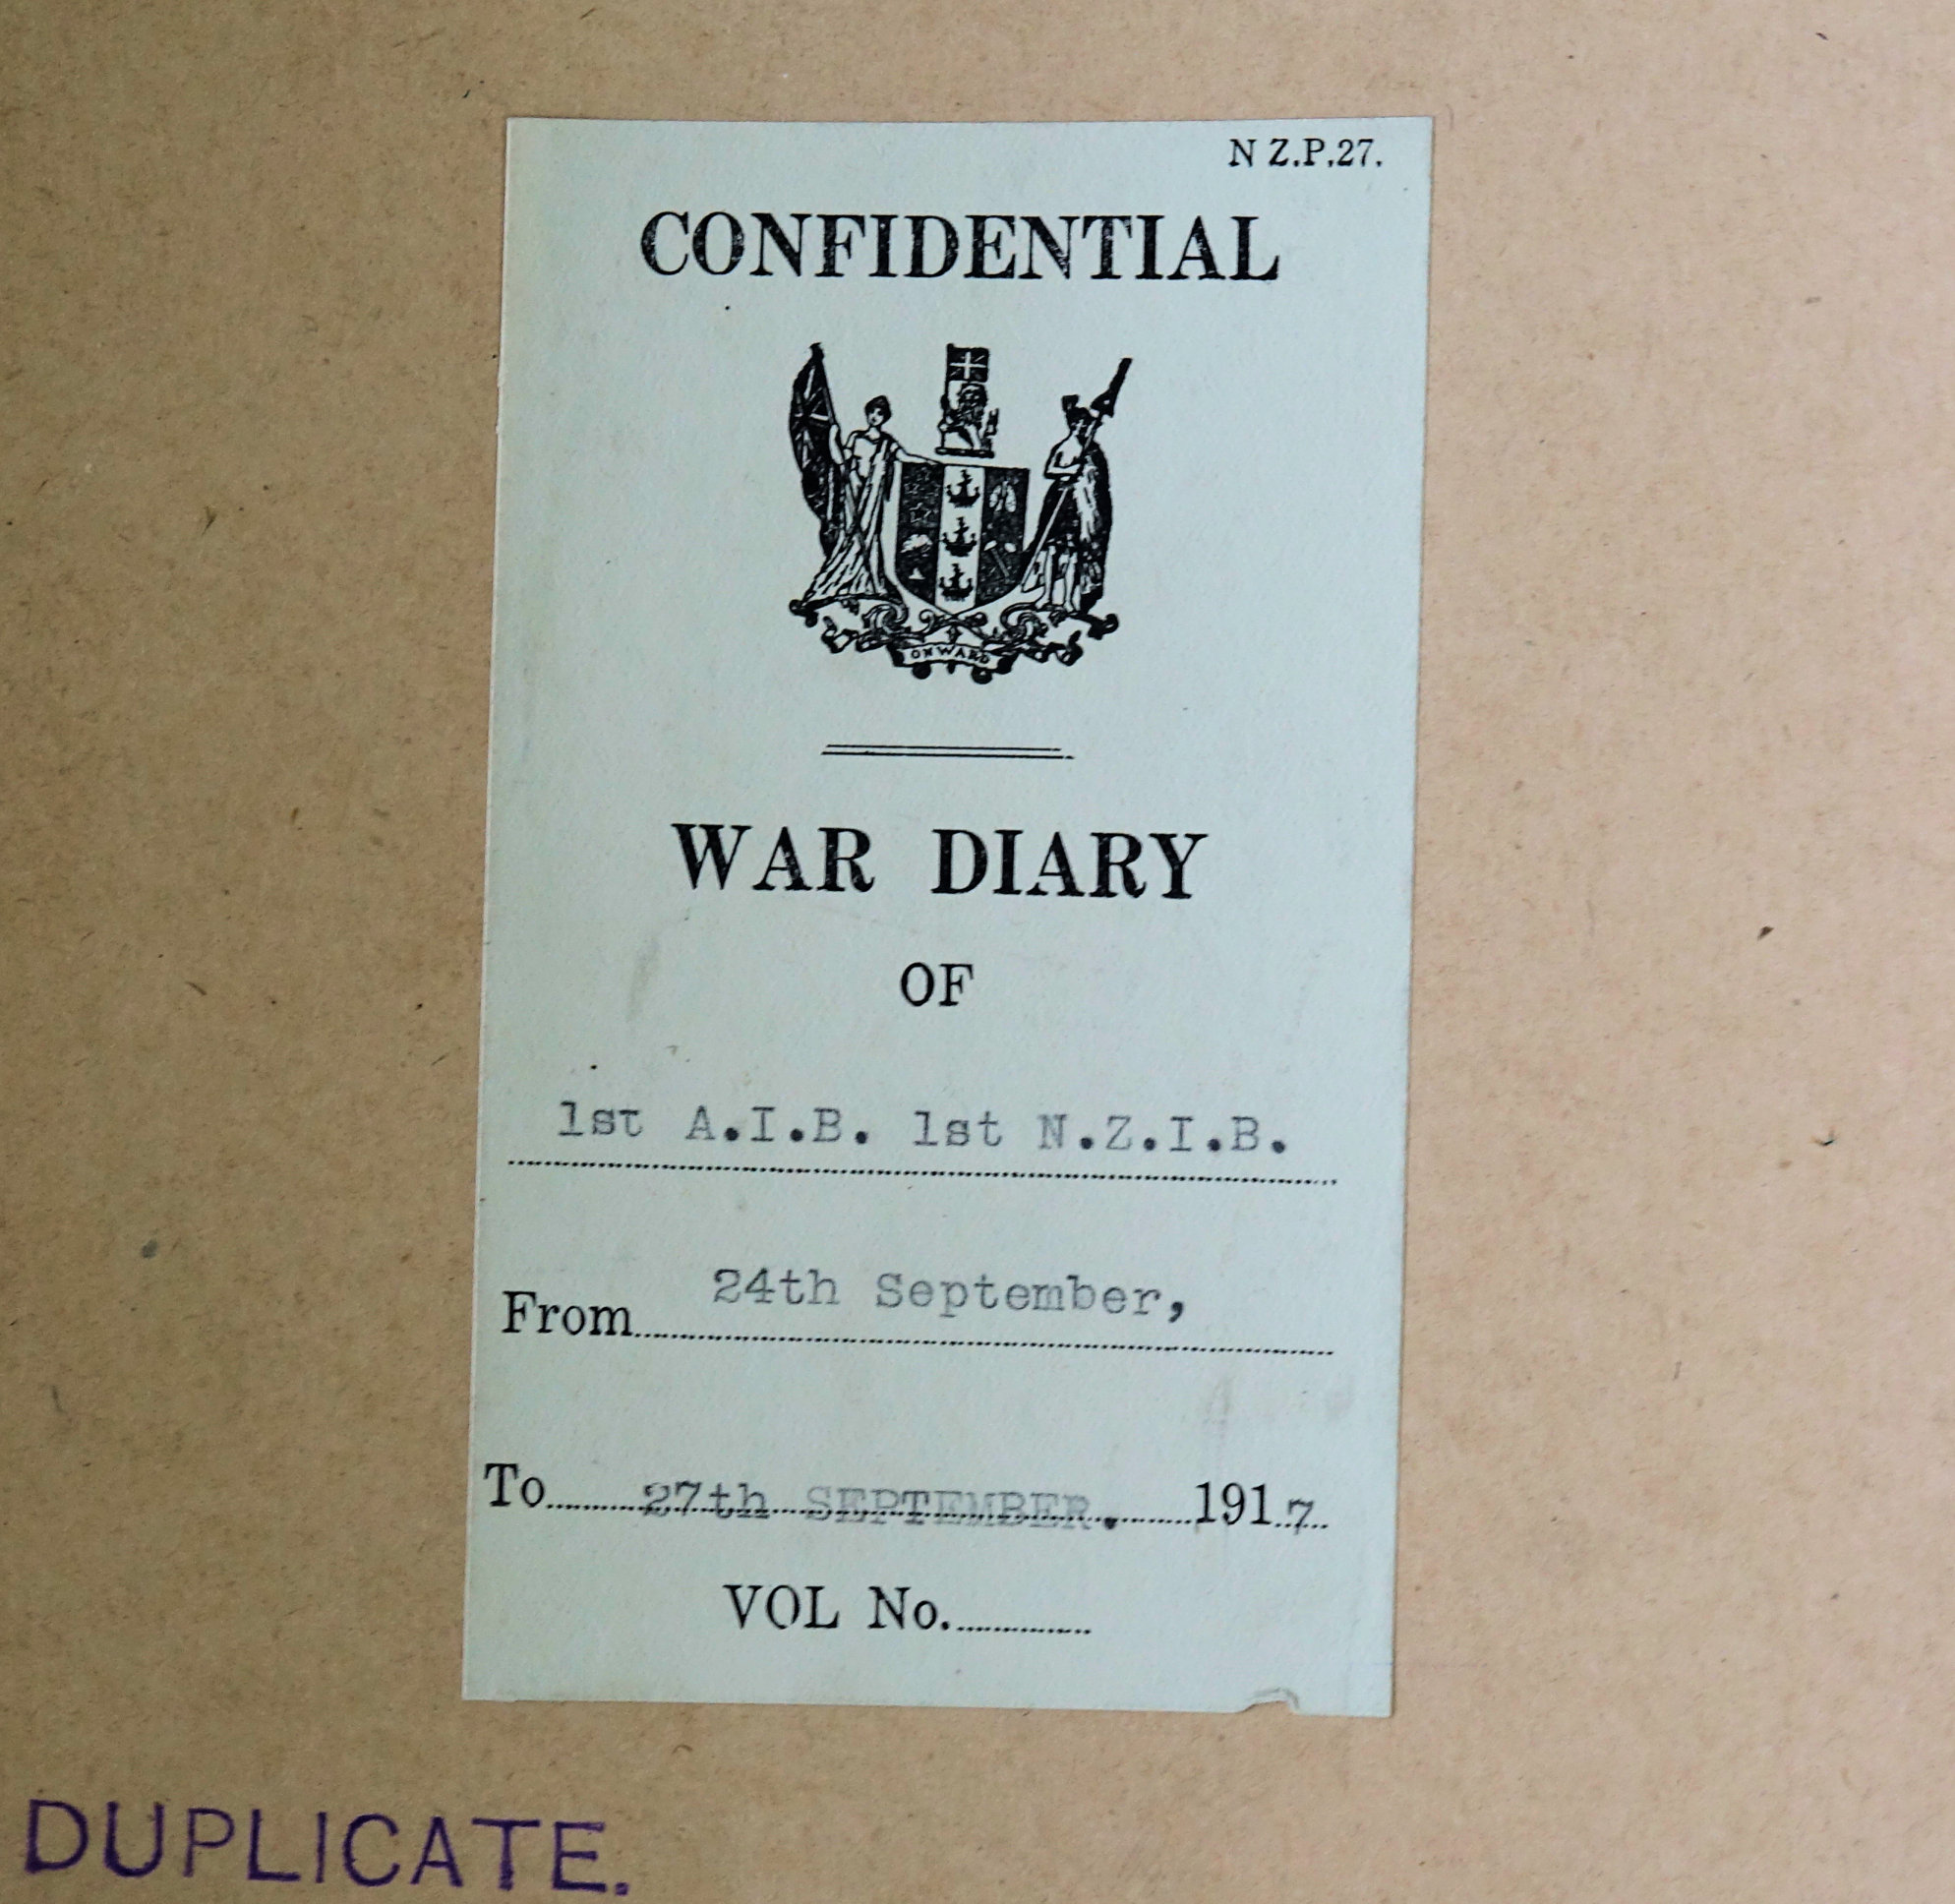 N Z.P.27.
CONFIDENTIAL
ONWARD
WAR DIARY
OF
1st A.I.B. 1st N.Z.I.B.
From 24th September,
To 27th SEPTEMBER. 1917
VOL No.
DUPLICATE.